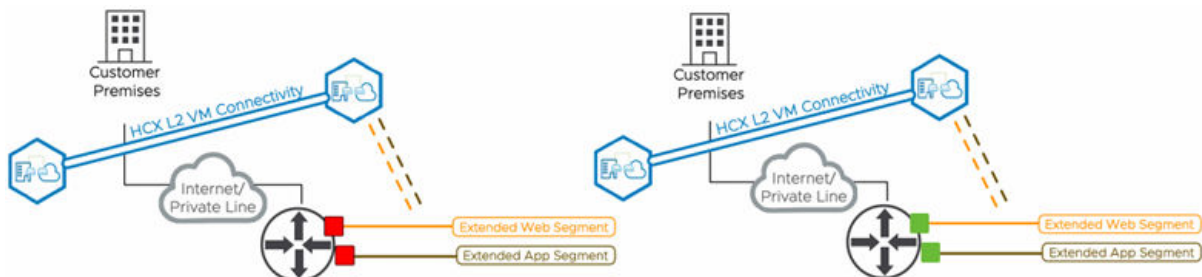 Customer
Premises
HCX L2 VM Connectivity
Internet/
Private Line
Extended Web Segment
Extended App Segment
Customer
Premises
HCX L2 VM Connectivity
Internet/
Private Line
Extended Web Segment
Extended App Segment